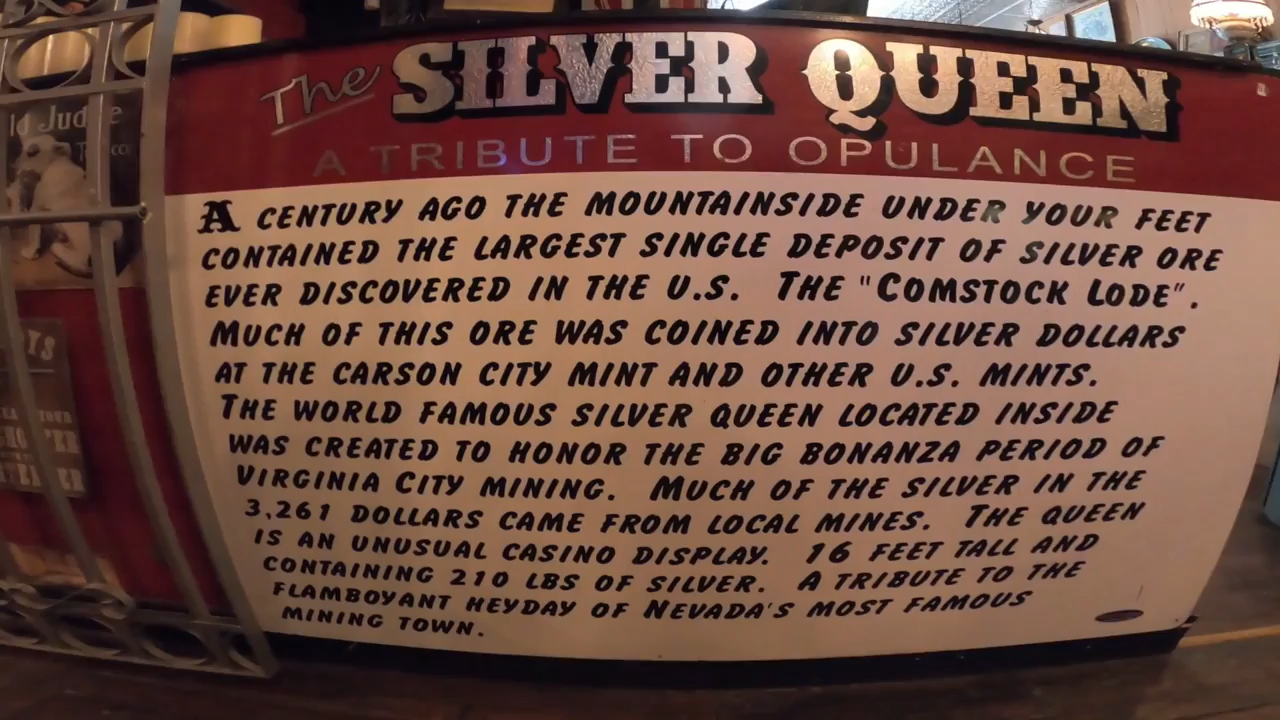 The SILVER QUEEN
A TRIBUTE TO OPULANCE
A CENTURY AGO THE MOUNTAINSIDE UNDER YOUR FEET
CONTAINED THE LARGEST SINGLE DEPOSIT OF SILVER ORE
EVER DISCOVERED IN THE U.S. THE "COMSTOCK LODE".
MUCH OF THIS ORE WAS COINED INTO SILVER DOLLARS
AT THE CARSON CITY MINT AND OTHER U.S. MINTS.
THE WORLD FAMOUS SILVER QUEEN LOCATED INSIDE
WAS CREATED TO HONOR THE BIG BONANZA PERIOD OF
VIRGINIA CITY MINING. MUCH OF THE SILVER IN THE
3,261 DOLLARS CAME FROM LOCAL MINES. THE QUEEN
IS AN UNUSUAL CASINO DISPLAY. 16 FEET TALL AND
CONTAINING 210 LBS OF SILVER. A TRIBUTE TO THE
FLAMBOYANT HEYDAY OF NEVADA'S MOST FAMOUS
MINING TOWN.